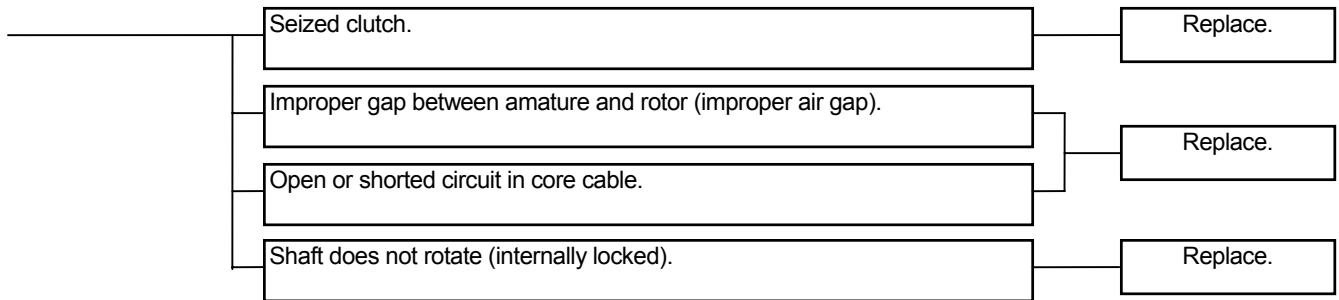 Seized clutch.
Replace.
Improper gap between amature and rotor (improper air gap).
Replace.
Open or shorted circuit in core cable.
Shaft does not rotate (internally locked).
Replace.